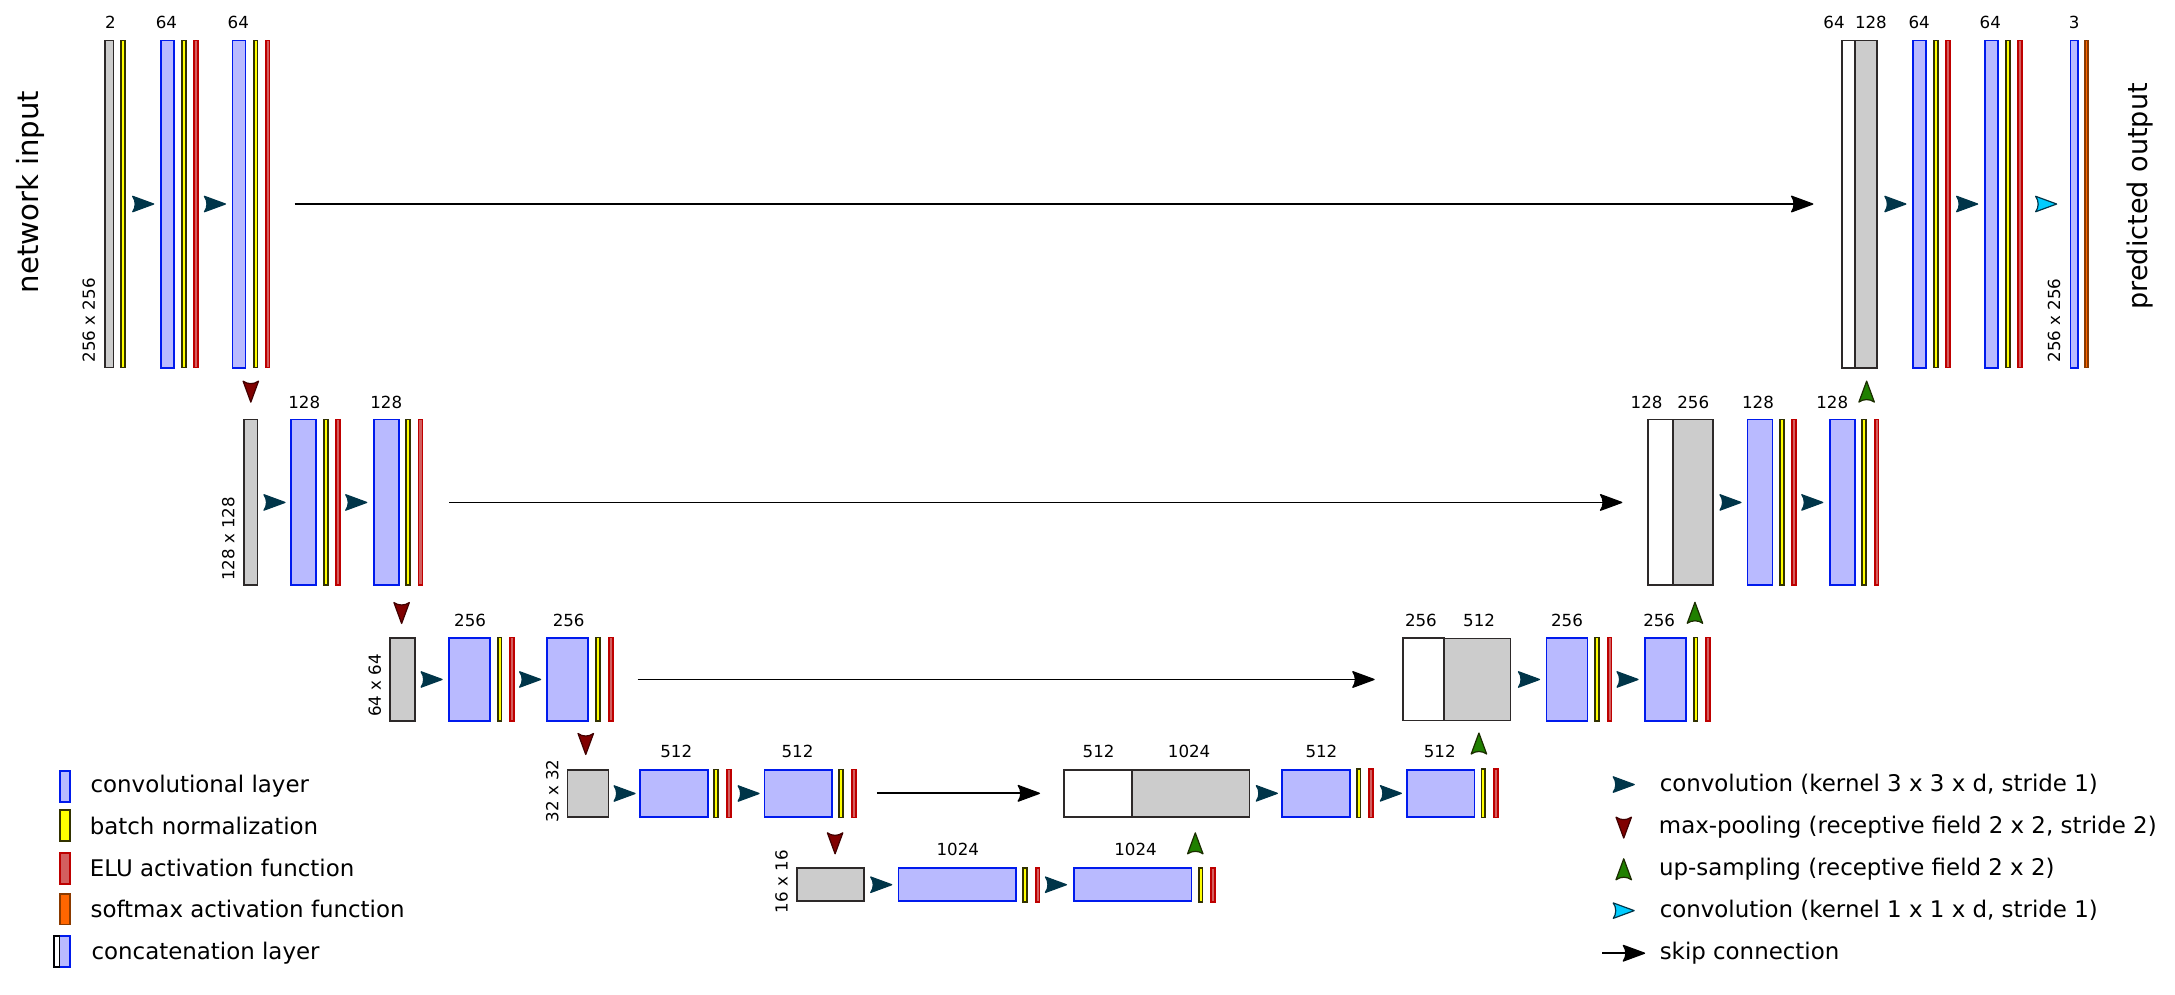 2
64
64
64
128
64
64
3
network input
256 x 256
256 x 256
predicted output
128
128
128
256
128
128
128 x 128
256
256
256
512
256
256
64 x 64
512
512
512
1024
512
512
32 x 32
1024
1024
16 x 16
convolutional layer
batch normalization
ELU activation function
softmax activation function
concatenation layer
convolution (kernel 3 x 3 x d, stride 1)
max-pooling (receptive field 2 x 2, stride 2)
up-sampling (receptive field 2 x 2)
convolution (kernel 1 x 1 x d, stride 1)
skip connection